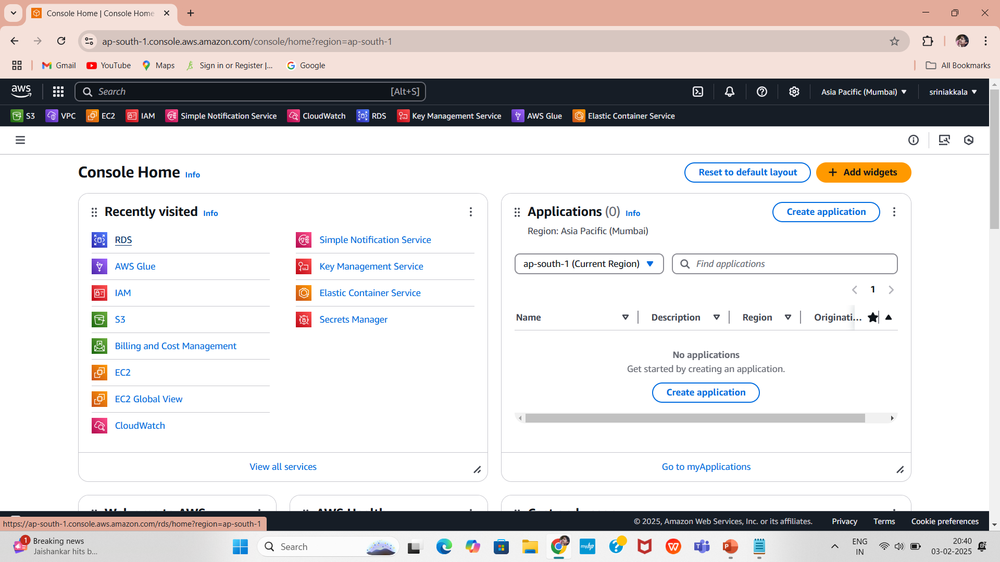 Console Home | Console Home
ap-south-1.console.aws.amazon.com/console/home?region=ap-south-1
Gmail YouTube Maps Sign in or Register |... Google All Bookmarks
aws Search [Alt+S] Asia Pacific (Mumbai) sriniakkala
S3 VPC EC2 IAM Simple Notification Service CloudWatch RDS Key Management Service AWS Glue Elastic Container Service
Console Home Info
Reset to default layout
+ Add widgets
Recently visited Info
RDS
AWS Glue
IAM
S3
Billing and Cost Management
EC2
EC2 Global View
CloudWatch
Simple Notification Service
Key Management Service
Elastic Container Service
Secrets Manager
View all services
Applications (0) Info
Create application
Region: Asia Pacific (Mumbai)
ap-south-1 (Current Region)
Find applications
1
Name Description Region Originati...
No applications
Get started by creating an application.
Create application
Go to myApplications
Welcome to AWS
AWS Health
https://ap-south-1.console.aws.amazon.com/rds/home?region=ap-south-1
© 2025, Amazon Web Services, Inc. or its affiliates. Privacy Terms Cookie preferences
1
Breaking news
Jaishankar hits b...
Search
myhp
ENG
IN
20:40
03-02-2025